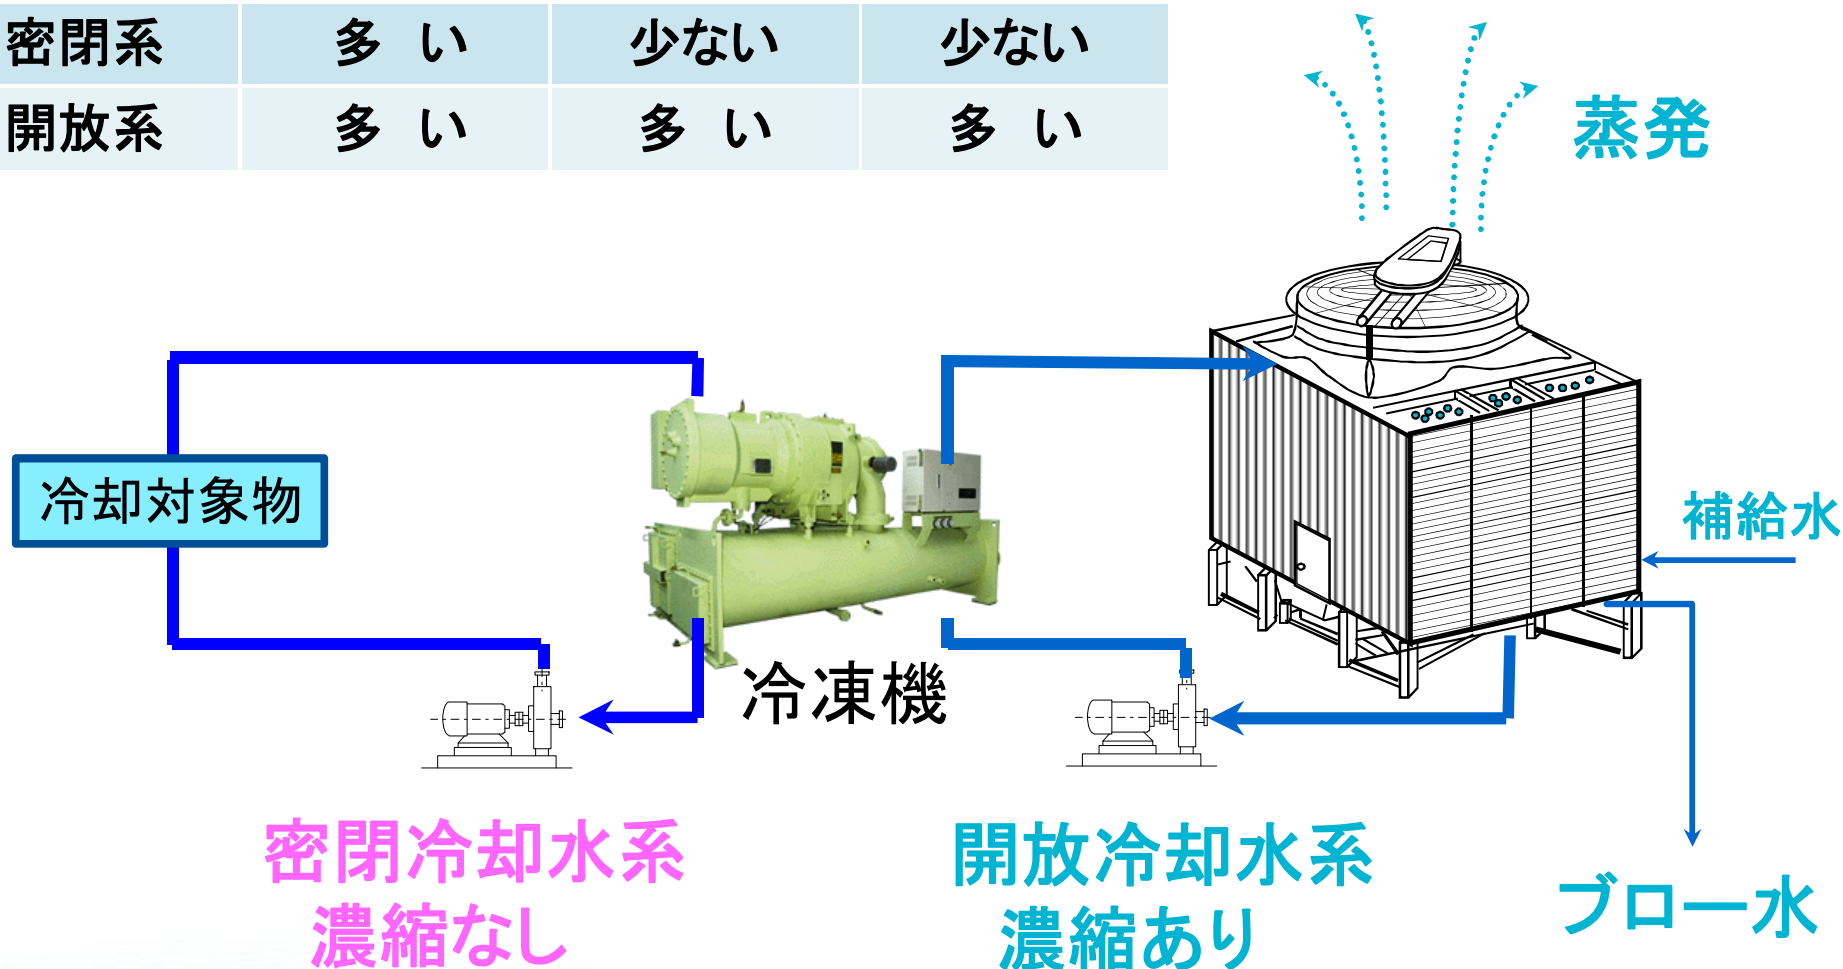 密閉系 多　い 少ない 少ない
開放系 多　い 多　い 多　い
蒸発
冷却対象物
補給水
冷凍機
密閉冷却水系
濃縮なし
開放冷却水系
濃縮あり
ブロー水